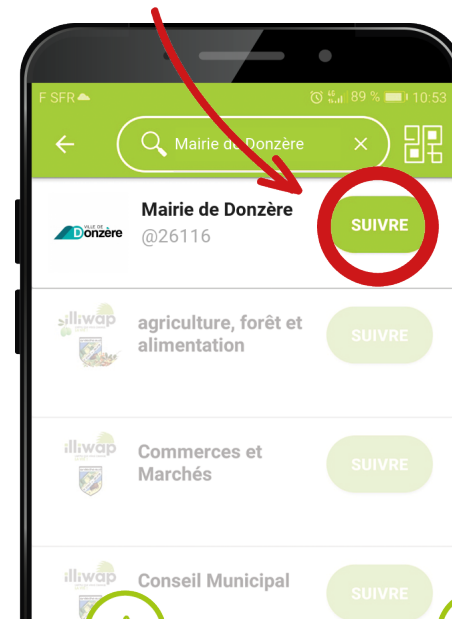 F SFR 89 % 10:53
Mairie de Donzère
VILLE DE
Donzère
Mairie de Donzère
@26116
SUIVRE
illiwap
agriculture, forêt et
alimentation
SUIVRE
illiwap
Commerces et
Marchés
SUIVRE
illiwap
Conseil Municipal
SUIVRE